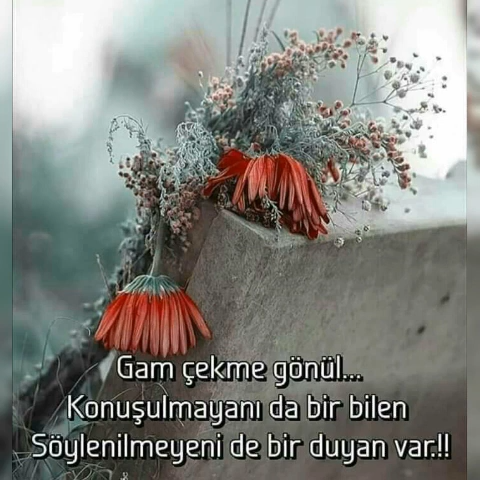 Gam çekme gönül...
Konuşulmayanı da bir bilen
Söylenilmeyeni de bir duyan var.!!